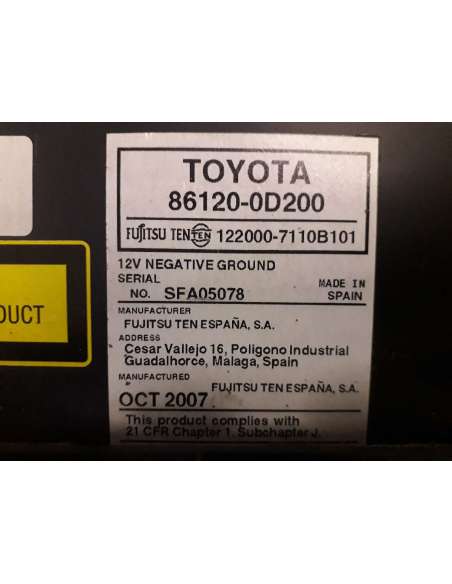 TOYOTA
86120-0D200
FUJITSU TEN TEN 122000-7110B101
12V NEGATIVE GROUND
SERIAL
NO. SFA05078
MADE IN
SPAIN
MANUFACTURER
FUJITSU TEN ESPAÑA, S.A.
ADDRESS
Cesar Vallejo 16, Poligono Industrial
Guadalhorce, Malaga, Spain
MANUFACTURED
FUJITSU TEN ESPAÑA, S.A.
OCT 2007
This product complies with
21 CFR Chapter 1. Subchapter J.
DUCT